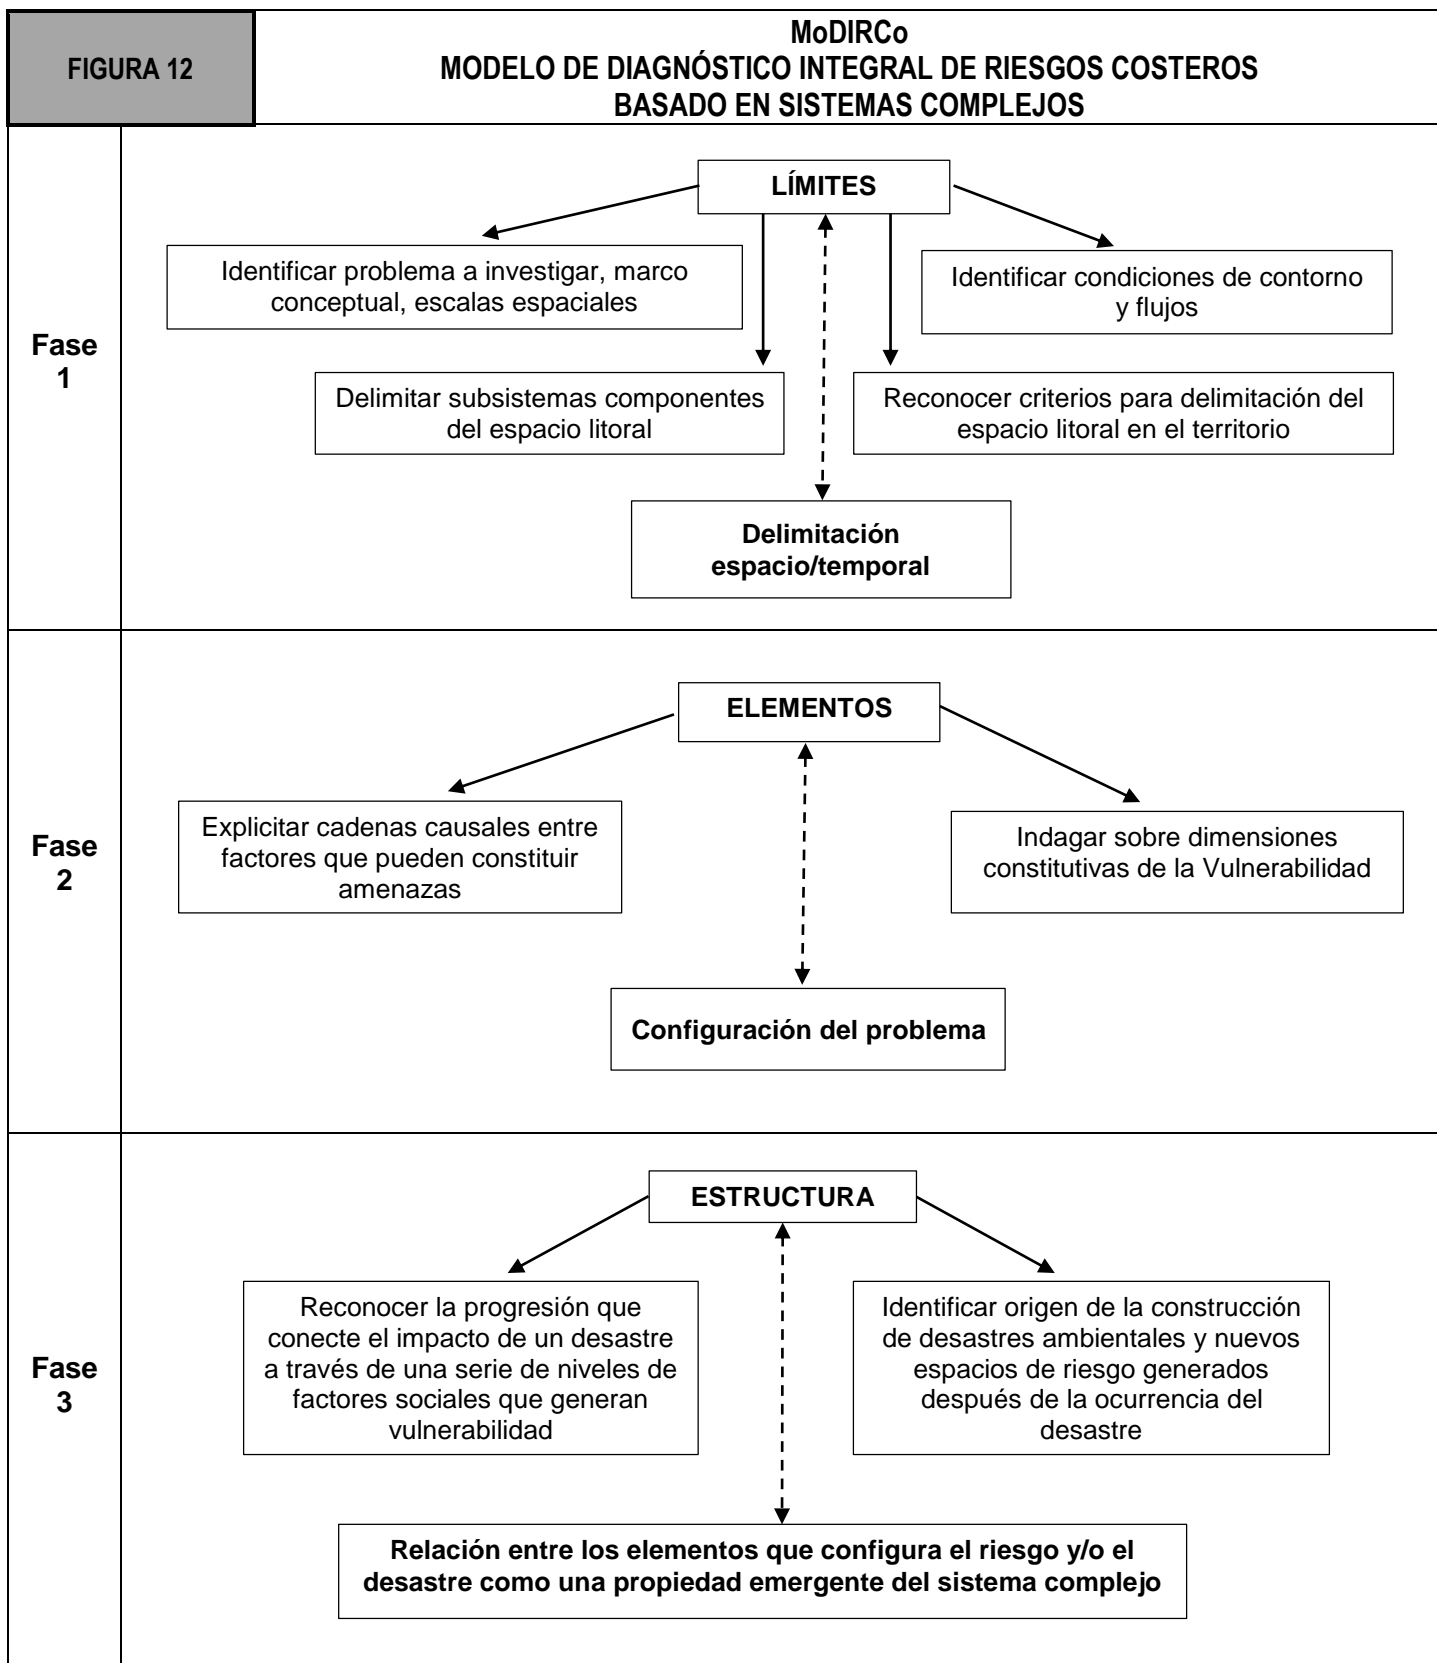 FIGURA 12
MoDIRCo
MODELO DE DIAGNÓSTICO INTEGRAL DE RIESGOS COSTEROS
BASADO EN SISTEMAS COMPLEJOS
Fase
1
LÍMITES
Identificar problema a investigar, marco
conceptual, escalas espaciales
Identificar condiciones de contorno
y flujos
Delimitar subsistemas componentes
del espacio litoral
Reconocer criterios para delimitación del
espacio litoral en el territorio
Delimitación
espacio/temporal
Fase
2
ELEMENTOS
Explicitar cadenas causales entre
factores que pueden constituir
amenazas
Indagar sobre dimensiones
constitutivas de la Vulnerabilidad
Configuración del problema
Fase
3
ESTRUCTURA
Reconocer la progresión que
conecte el impacto de un desastre
a través de una serie de niveles de
factores sociales que generan
vulnerabilidad
Identificar origen de la construcción
de desastres ambientales y nuevos
espacios de riesgo generados
después de la ocurrencia del
desastre
Relación entre los elementos que configura el riesgo y/o el
desastre como una propiedad emergente del sistema complejo